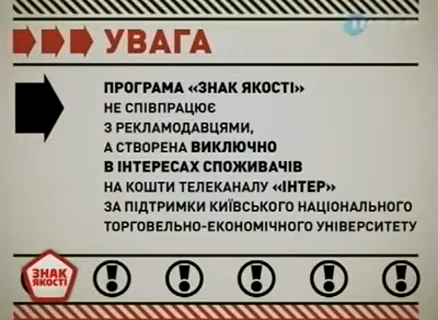 УВАГА
ПРОГРАМА «ЗНАК ЯКОСТІ»
НЕ СПІВПРАЦЮЄ
З РЕКЛАМОДАВЦЯМИ,
А СТВОРЕНА ВИКЛЮЧНО
В ІНТЕРЕСАХ СПОЖИВАЧІВ
НА КОШТИ ТЕЛЕКАНАЛУ «ІНТЕР»
ЗА ПІДТРИМКИ КИЇВСЬКОГО НАЦІОНАЛЬНОГО
ТОРГОВЕЛЬНО-ЕКОНОМІЧНОГО УНІВЕРСИТЕТУ
ЗНАК
ЯКОСТІ
! ! ! ! !